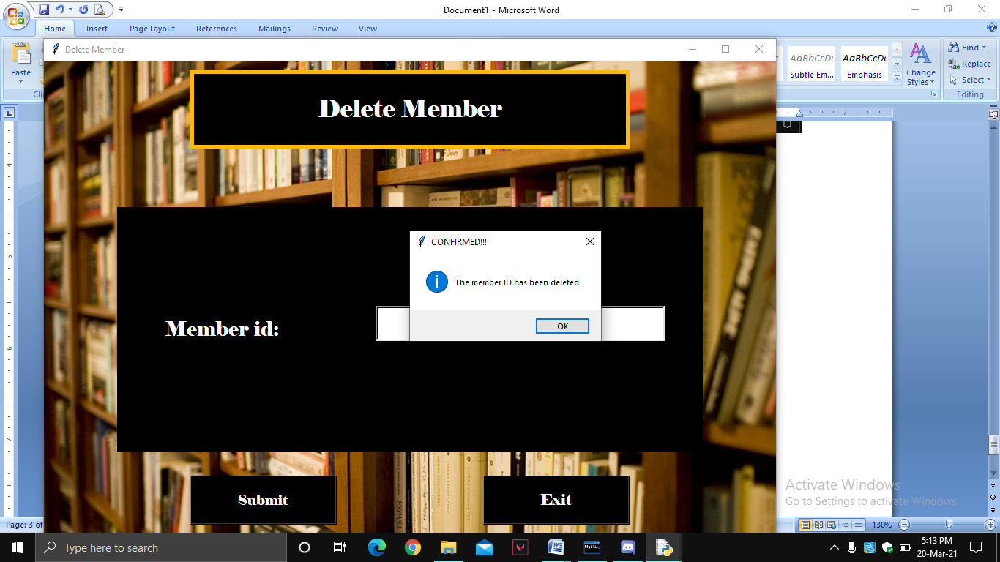 Document1 - Microsoft Word
Home Insert Page Layout References Mailings Review View
Delete Member
Paste
AaBbCcDc AaBbCcDc
Subtle Em... Emphasis
Change
Styles
Find
Replace
Select
Editing
Delete Member
CONFIRMED!!!
The member ID has been deleted
OK
Member id:
Submit
Exit
Activate Windows
Go to Settings to activate Windows.
Page: 3 of
130%
Type here to search
MySQL
5:13 PM
20-Mar-21